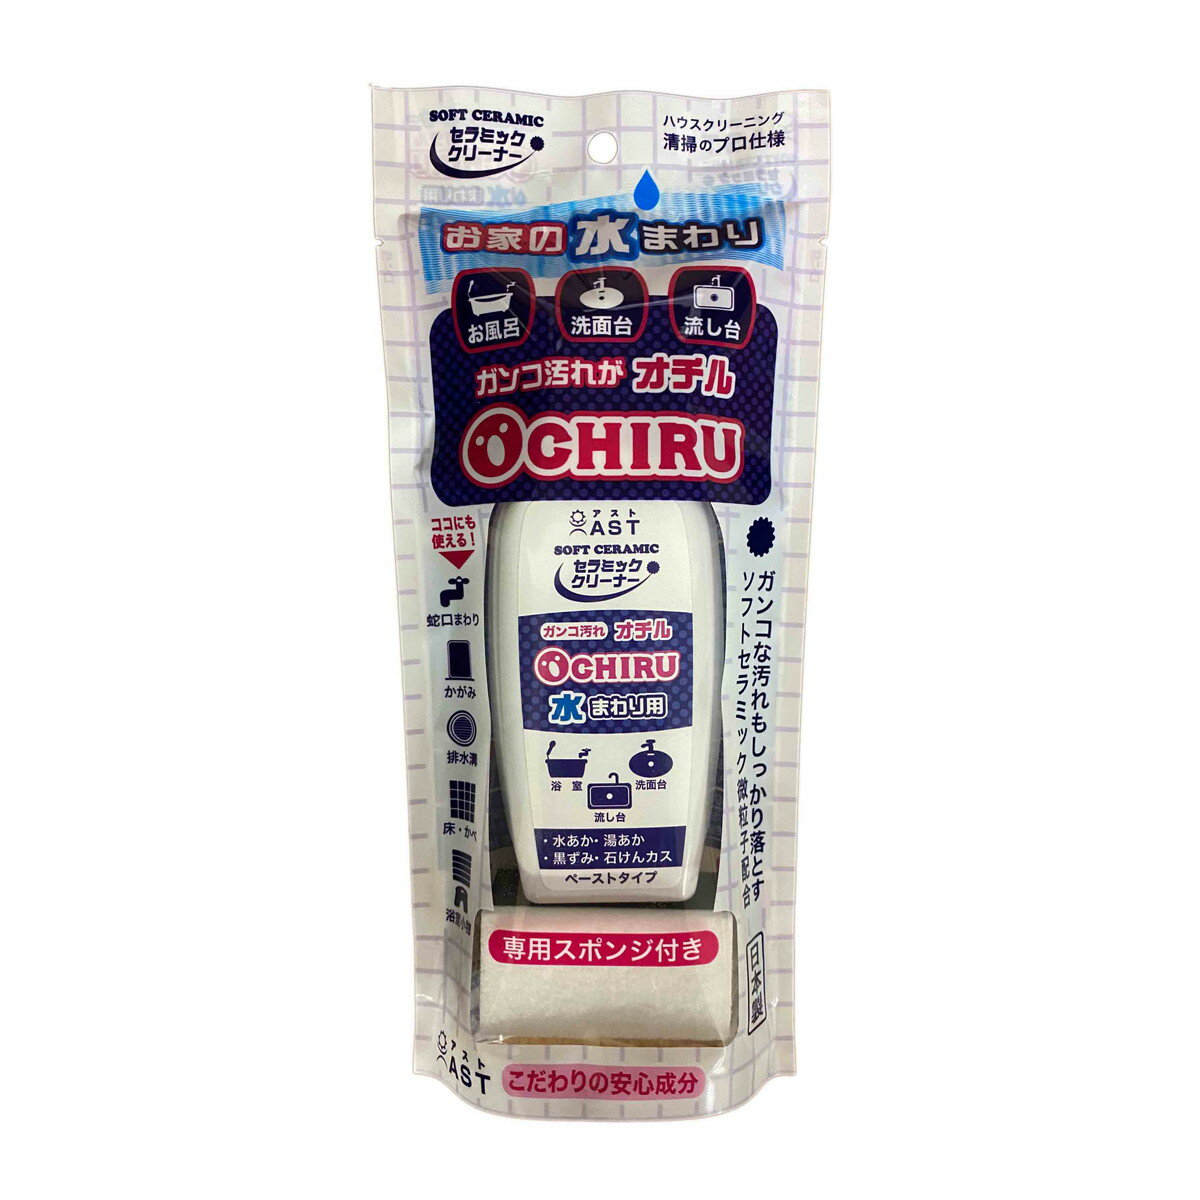 SOFT CERAMIC
セラミック
クリーナー
ハウスクリーニング
清掃のプロ仕様
お家の水まわり
お風呂
洗面台
流し台
ガンコ汚れが オチル
OCHIRU
ココにも
使える!
蛇口まわり
かがみ
排水溝
床・かべ
浴室小物
ガンコな汚れもしっかり落とす
ソフトセラミック微粒子配合
日本製
アスト
AST
SOFT CERAMIC
セラミック
クリーナー
ガンコ汚れ オチル
OCHIRU
水まわり用
浴室
洗面台
流し台
・水あか・湯あか
・黒ずみ・石けんカス
ペーストタイプ
専用スポンジ付き
アスト
AST
こだわりの安心成分